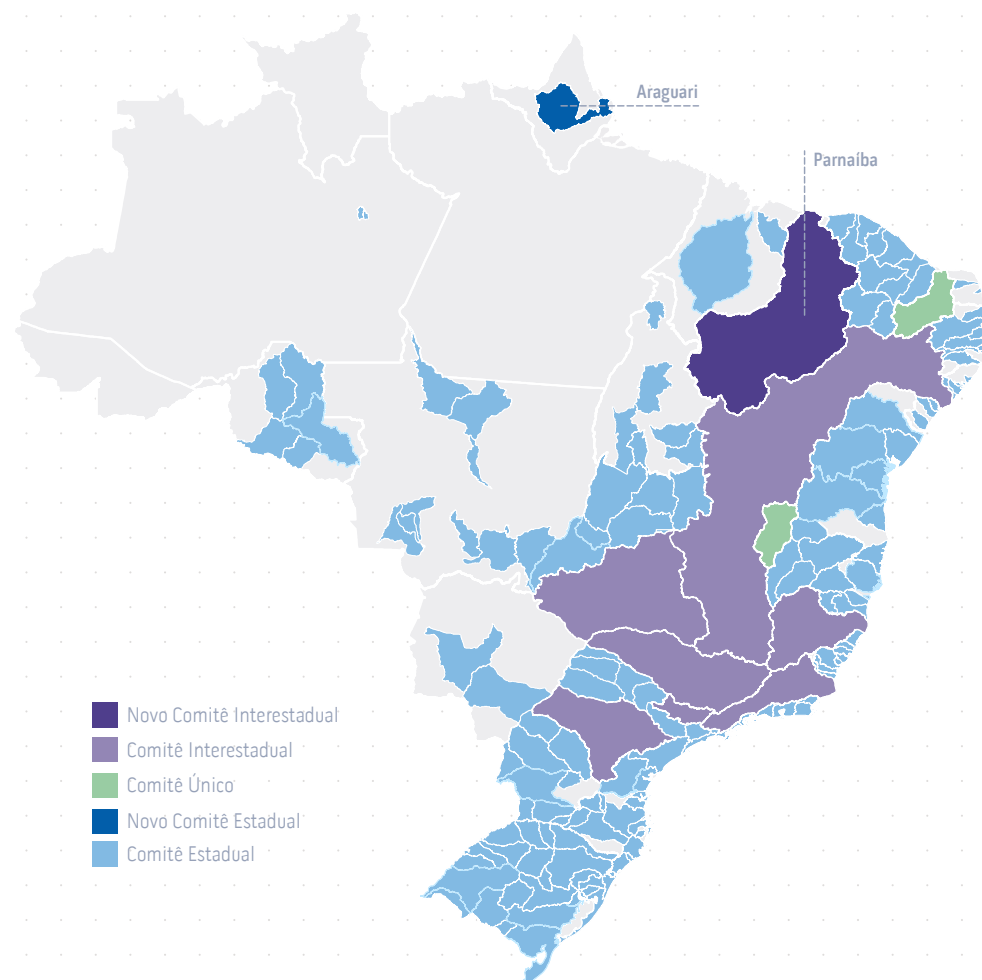 Araguari
Parnaíba
Novo Comitê Interestadual
Comitê Interestadual
Comitê Único
Novo Comitê Estadual
Comitê Estadual